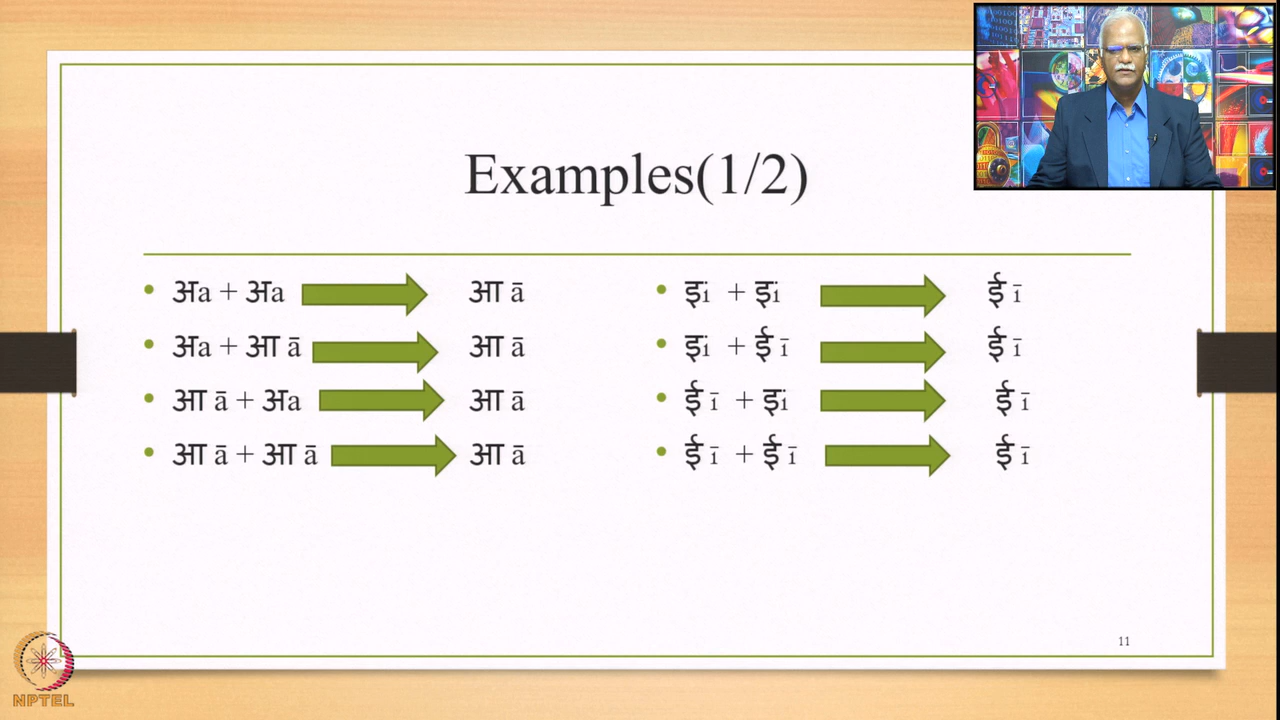 Examples(1/2)
• अa + अa आ ā
• अa + आ ā आ ā
• आ ā + अa आ ā
• आ ā + आ ā आ ā
• इi + इi ई ī
• इi + ई ī ई ī
• ई ī + इi ई ī
• ई ī + ई ī ई ī
11
NPTEL